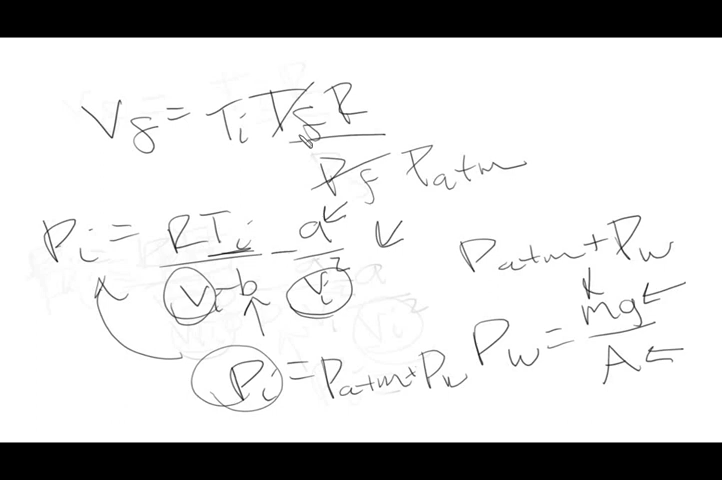 Vf = Ti Pf R
Pf Patm
Pi = RTi / Vi - b - a / Vi²
Patm + Pw
Pi = Patm + Pw
Pw = mg / A